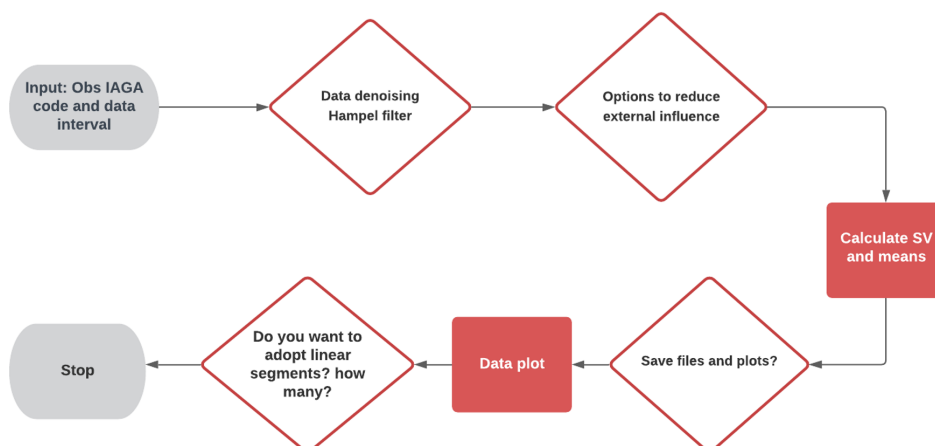 Input: Obs IAGA
code and data
interval
Data denoising
Hampel filter
Options to reduce
external influence
Calculate SV
and means
Save files and plots?
Data plot
Do you want to
adopt linear
segments? how
many?
Stop